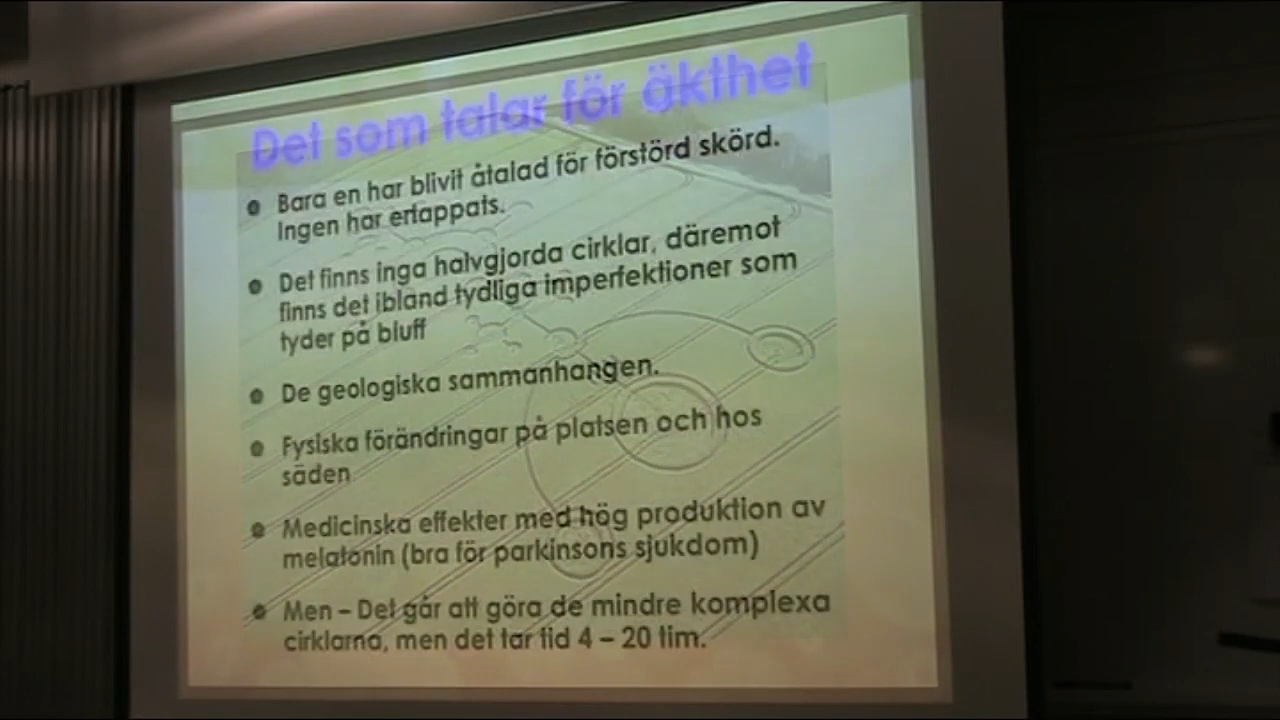 Det som talar för äkthet
Bara en har blivit åtalad för förstörd skörd.
Ingen har ertappats.
Det finns inga halvgjorda cirklar, däremot
finns det ibland tydliga imperfektioner som
tyder på bluff
De geologiska sammanhangen.
Fysiska förändringar på platsen och hos
säden
Medicinska effekter med hög produktion av
melatonin (bra för parkinsons sjukdom)
Men – Det går att göra de mindre komplexa
cirklarna, men det tar tid 4 – 20 tim.